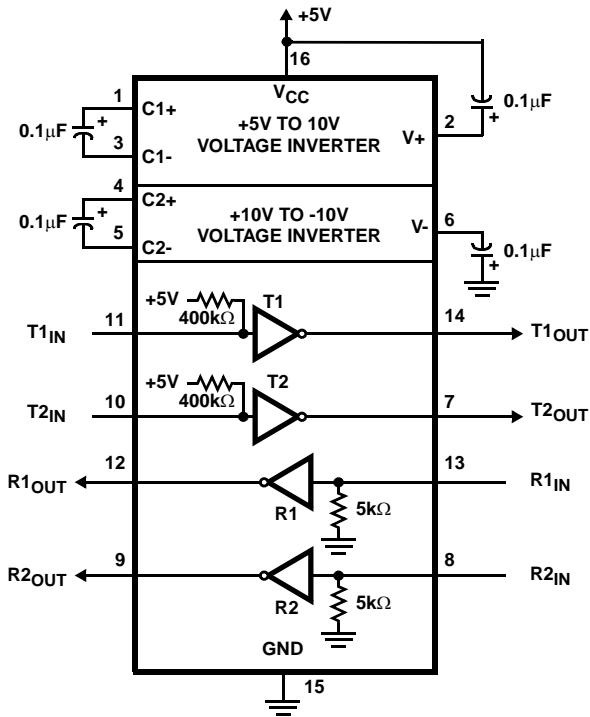 +5V
16
VCC
1
C1+
0.1µF
+
3
C1-
+5V TO 10V
VOLTAGE INVERTER
V+
2
0.1µF
+
4
C2+
0.1µF
+
5
C2-
+10V TO -10V
VOLTAGE INVERTER
V-
6
0.1µF
+
+5V
400kΩ
T1
T1IN
11
14
T1OUT
+5V
400kΩ
T2
T2IN
10
7
T2OUT
R1OUT
12
13
R1IN
R1
5kΩ
R2OUT
9
8
R2IN
R2
5kΩ
GND
15